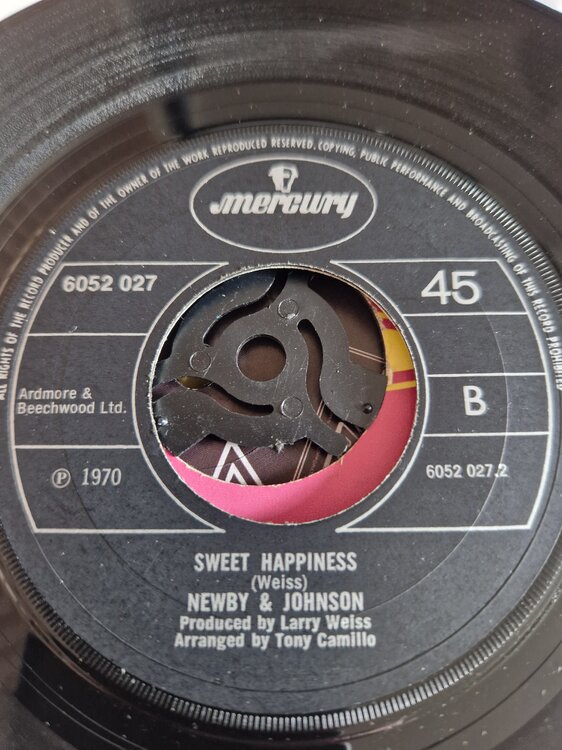 ALL RIGHTS OF THE RECORD PRODUCER AND OF THE OWNER OF THE WORK REPRODUCED RESERVED. COPYING, PUBLIC PERFORMANCE AND BROADCASTING OF THIS RECORD PROHIBITED
mercury
6052 027
45
Ardmore &
Beechwood Ltd.
B
℗ 1970
6052 027.2
SWEET HAPPINESS
(Weiss)
NEWBY & JOHNSON
Produced by Larry Weiss
Arranged by Tony Camillo